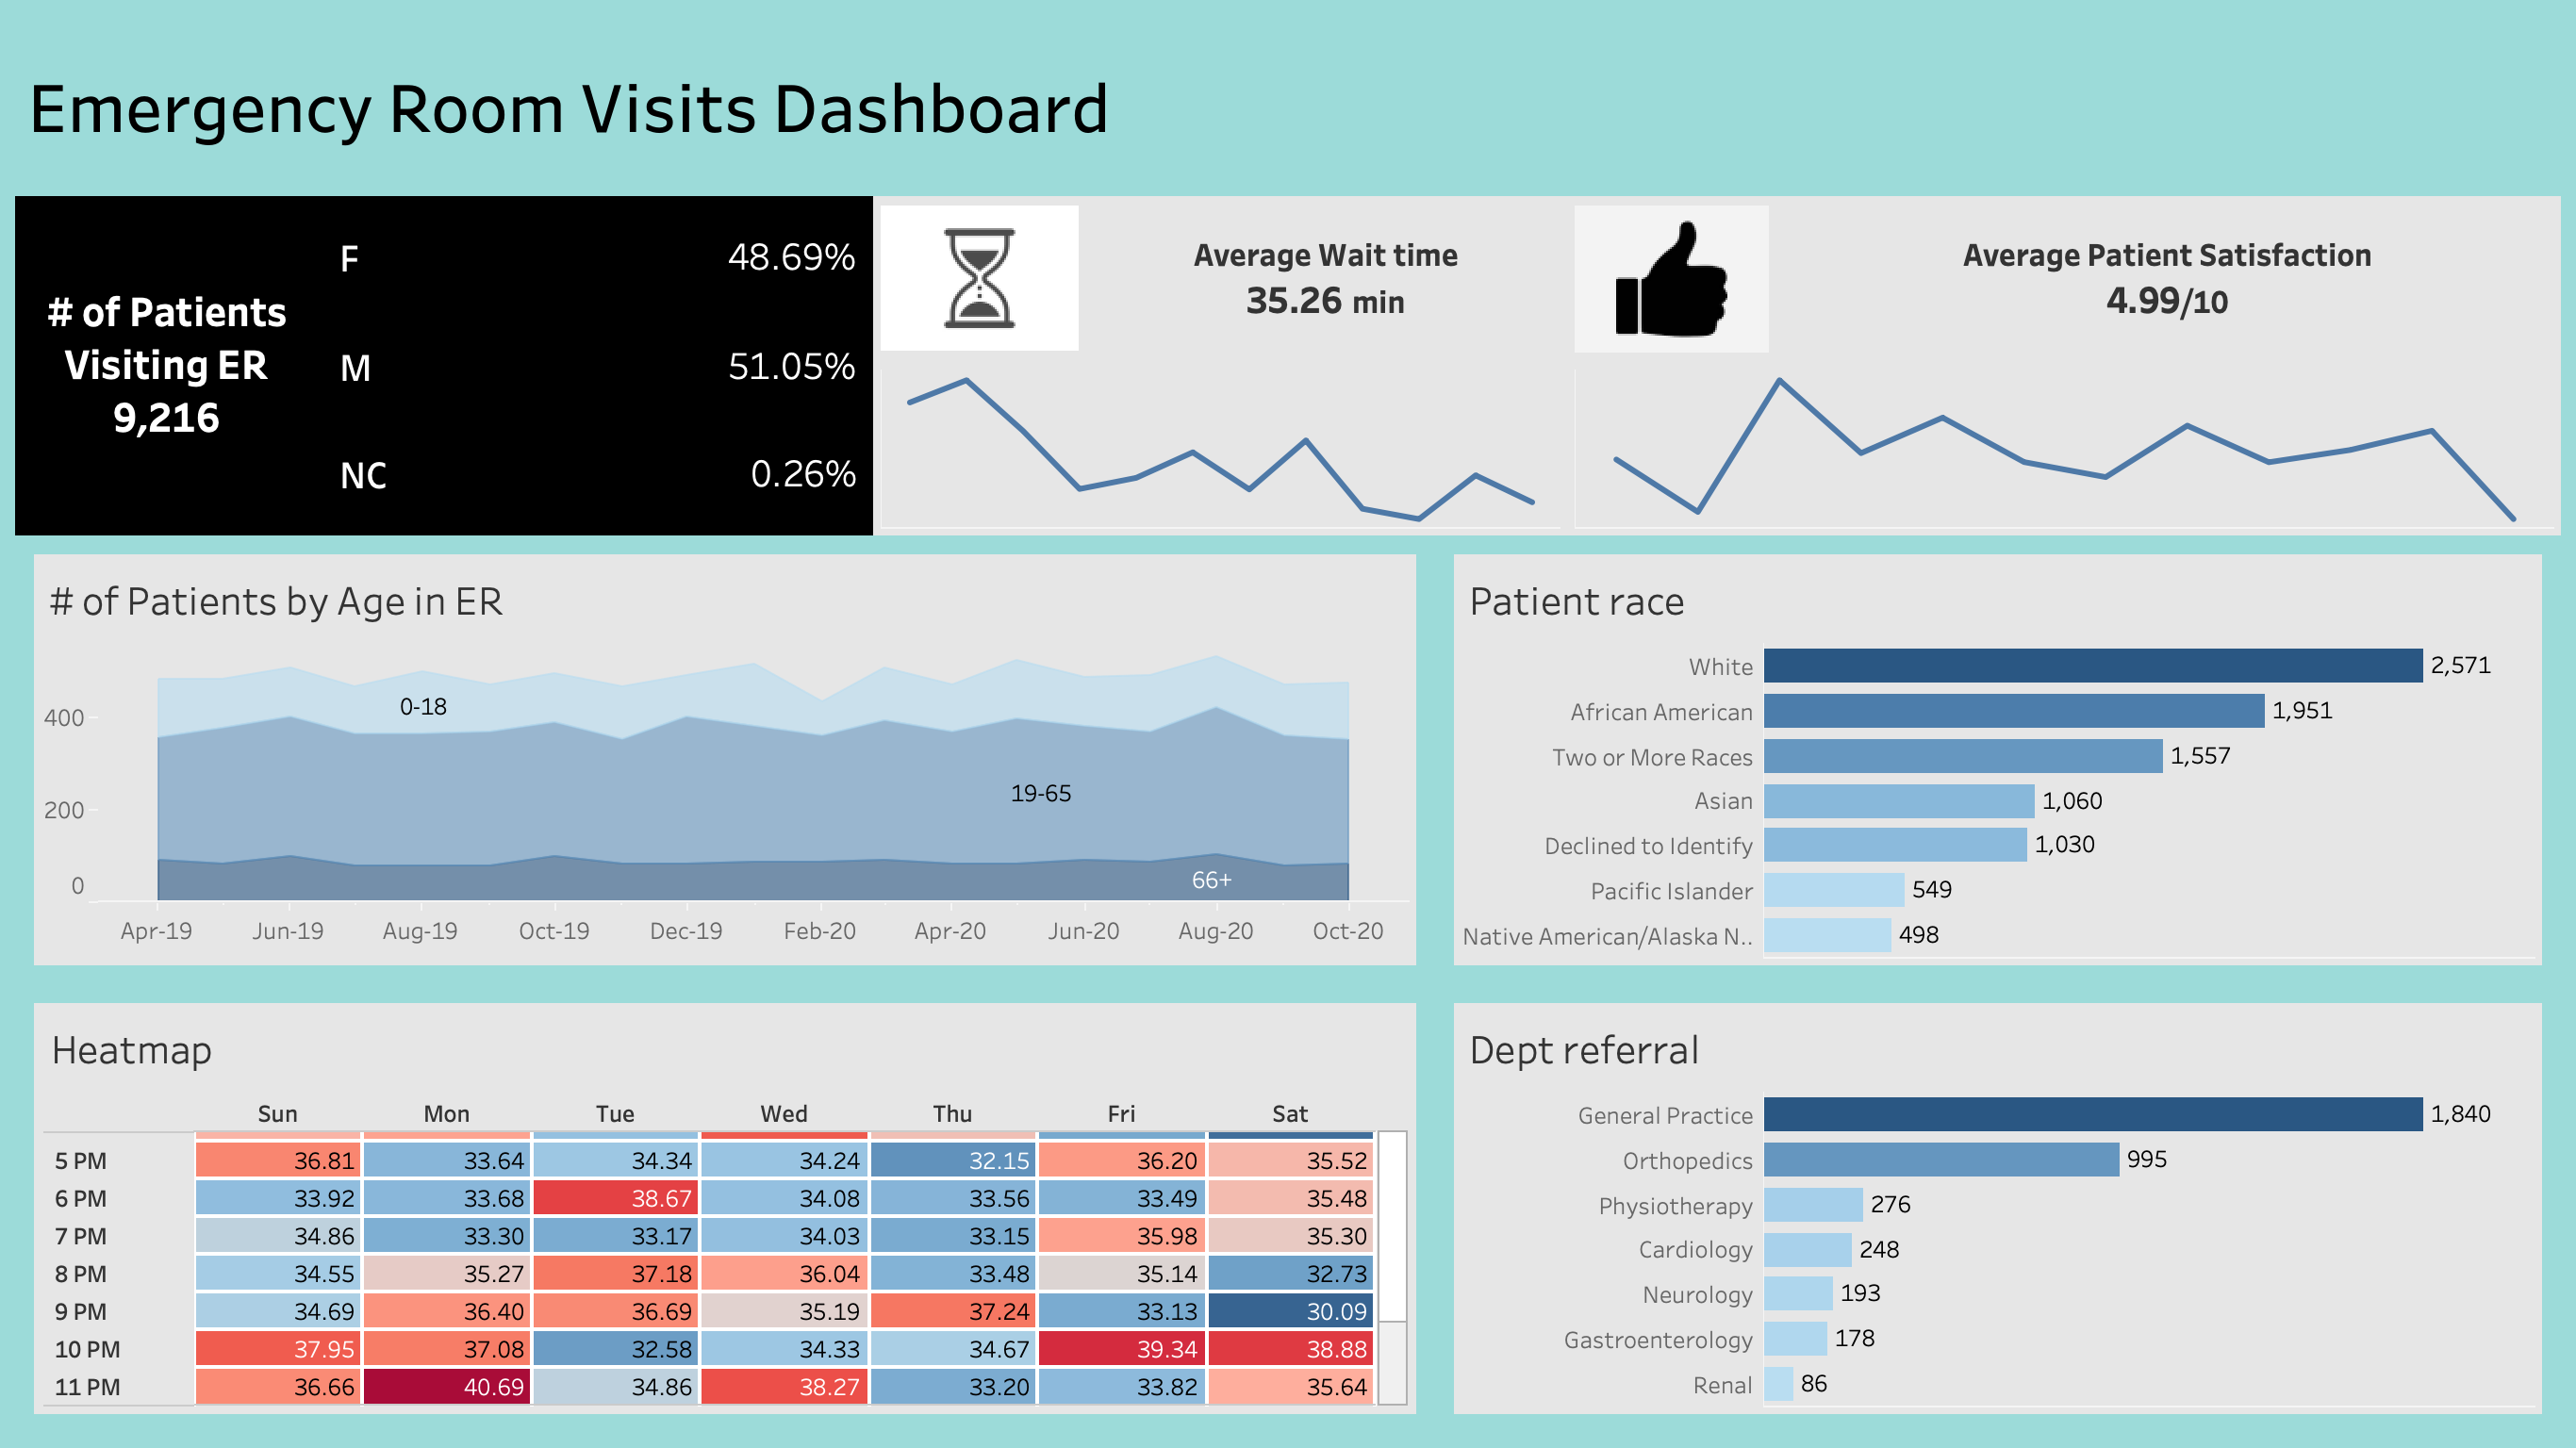 Emergency Room Visits Dashboard
# of Patients
Visiting ER
9,216
F 48.69%
M 51.05%
NC 0.26%
Average Wait time
35.26 min
Average Patient Satisfaction
4.99/10
# of Patients by Age in ER
400
200
0
0-18
19-65
66+
Apr-19 Jun-19 Aug-19 Oct-19 Dec-19 Feb-20 Apr-20 Jun-20 Aug-20 Oct-20
Patient race
White 2,571
African American 1,951
Two or More Races 1,557
Asian 1,060
Declined to Identify 1,030
Pacific Islander 549
Native American/Alaska N.. 498
Heatmap
Sun Mon Tue Wed Thu Fri Sat
5 PM 36.81 33.64 34.34 34.24 32.15 36.20 35.52
6 PM 33.92 33.68 38.67 34.08 33.56 33.49 35.48
7 PM 34.86 33.30 33.17 34.03 33.15 35.98 35.30
8 PM 34.55 35.27 37.18 36.04 33.48 35.14 32.73
9 PM 34.69 36.40 36.69 35.19 37.24 33.13 30.09
10 PM 37.95 37.08 32.58 34.33 34.67 39.34 38.88
11 PM 36.66 40.69 34.86 38.27 33.20 33.82 35.64
Dept referral
General Practice 1,840
Orthopedics 995
Physiotherapy 276
Cardiology 248
Neurology 193
Gastroenterology 178
Renal 86